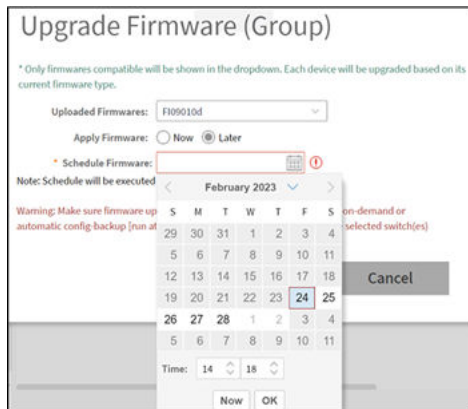 Upgrade Firmware (Group)
* Only firmwares compatible will be shown in the dropdown. Each device will be upgraded based on its
current firmware type.
Uploaded Firmwares: FI09010d
Apply Firmware: Now Later
* Schedule Firmware:
Note: Schedule will be executed
February 2023
Warning: Make sure firmware up on-demand or
automatic config-backup [run at selected switch(es)
S M T W T F S
29 30 31 1 2 3 4
5 6 7 8 9 10 11
12 13 14 15 16 17 18
19 20 21 22 23 24 25
26 27 28 1 2 3 4
5 6 7 8 9 10 11
Cancel
Time: 14 18
Now OK